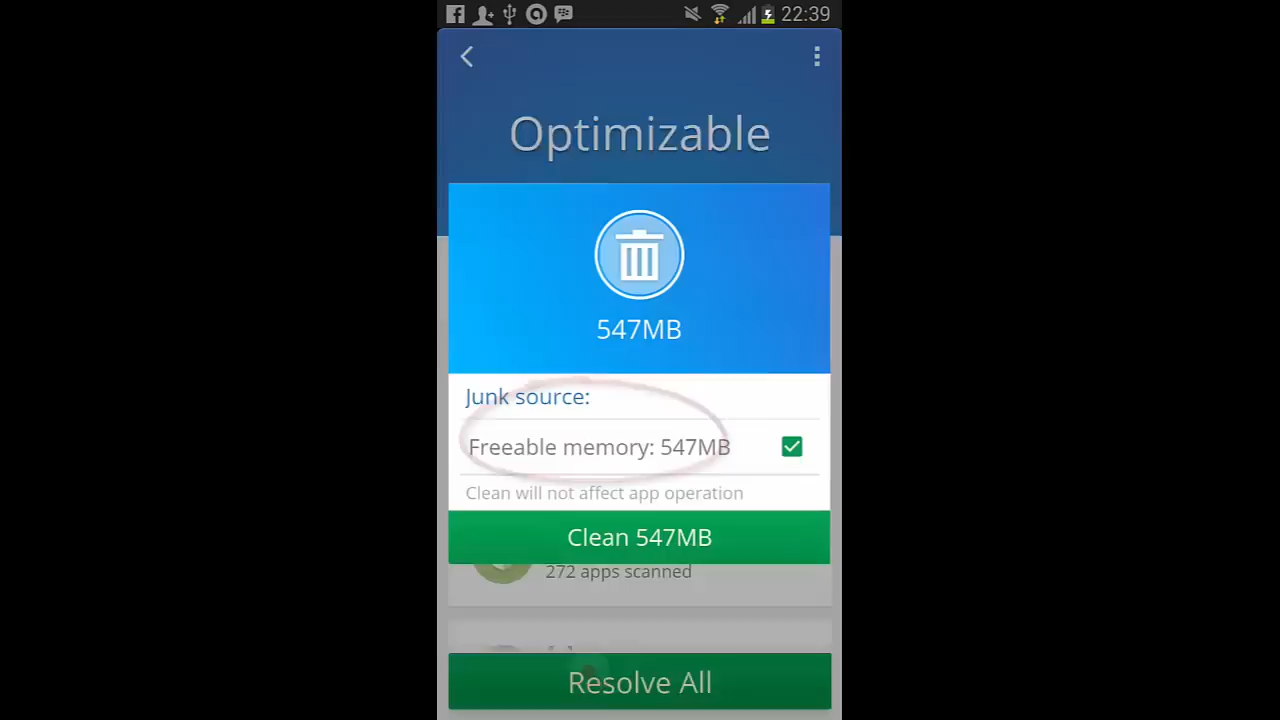 22:39
Optimizable
547MB
Junk source:
Freeable memory: 547MB
Clean will not affect app operation
Clean 547MB
272 apps scanned
Resolve All